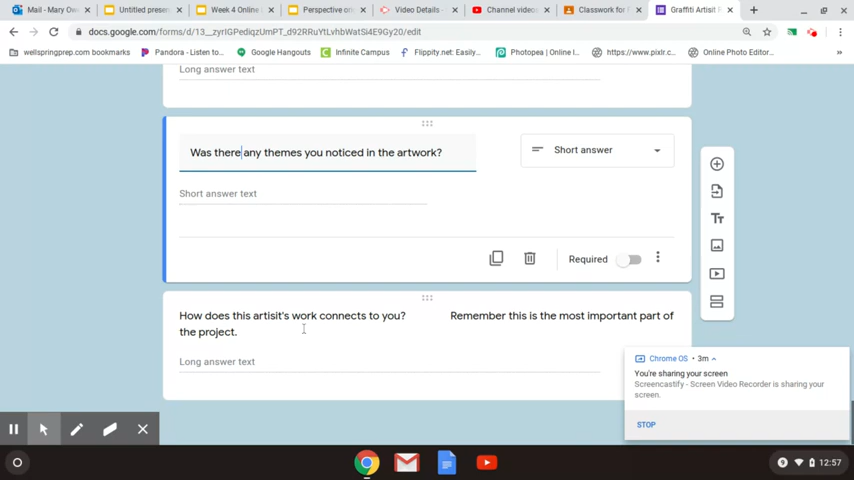 Mail - Mary Ow
Untitled presen
Week 4 Online
Perspective on
Video Details -
Channel videos
Classwork for
Graffiti Artisit F
docs.google.com/forms/d/13__zyrIGPediqzUmPT_d92RRuYtLvhbWatSi4E9Gy20/edit
wellspringprep.com bookmarks
Pandora - Listen to...
Google Hangouts
Infinite Campus
Flippity.net: Easily...
Photopea | Online I...
https://www.pixlr.c...
Online Photo Editor...
Long answer text
Was there any themes you noticed in the artwork?
Short answer
Short answer text
Required
How does this artisit's work connects to you? Remember this is the most important part of
the project.
Long answer text
Chrome OS • 3m
You're sharing your screen
Screencastify - Screen Video Recorder is sharing your
screen.
STOP
9
12:57